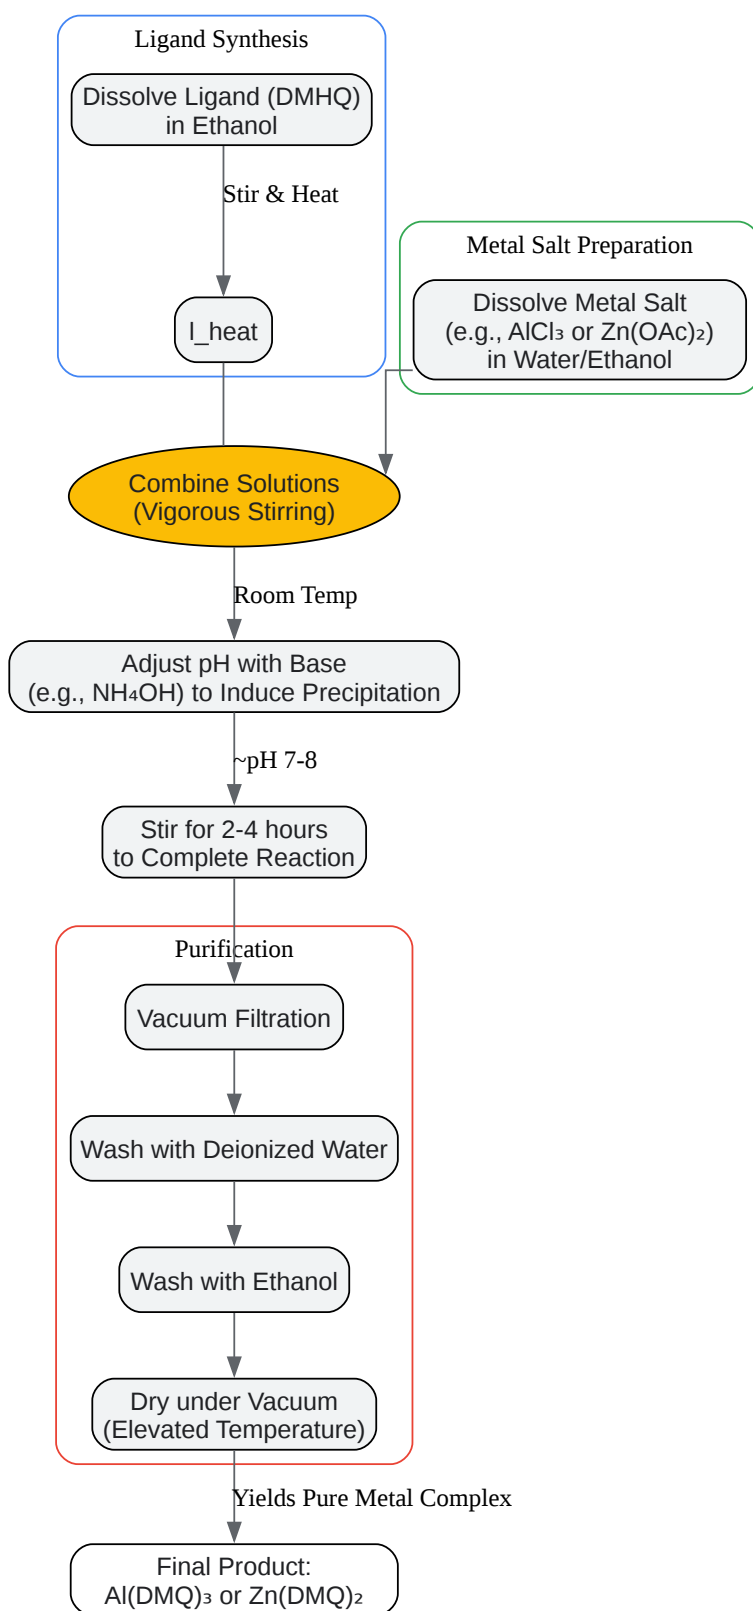 Ligand Synthesis
Dissolve Ligand (DMHQ)
in Ethanol
Stir & Heat
l_heat
Metal Salt Preparation
Dissolve Metal Salt
(e.g., AlCl₃ or Zn(OAc)₂)
in Water/Ethanol
Combine Solutions
(Vigorous Stirring)
Room Temp
Adjust pH with Base
(e.g., NH₄OH) to Induce Precipitation
~pH 7-8
Stir for 2-4 hours
to Complete Reaction
Purification
Vacuum Filtration
Wash with Deionized Water
Wash with Ethanol
Dry under Vacuum
(Elevated Temperature)
Yields Pure Metal Complex
Final Product:
Al(DMQ)₃ or Zn(DMQ)₂